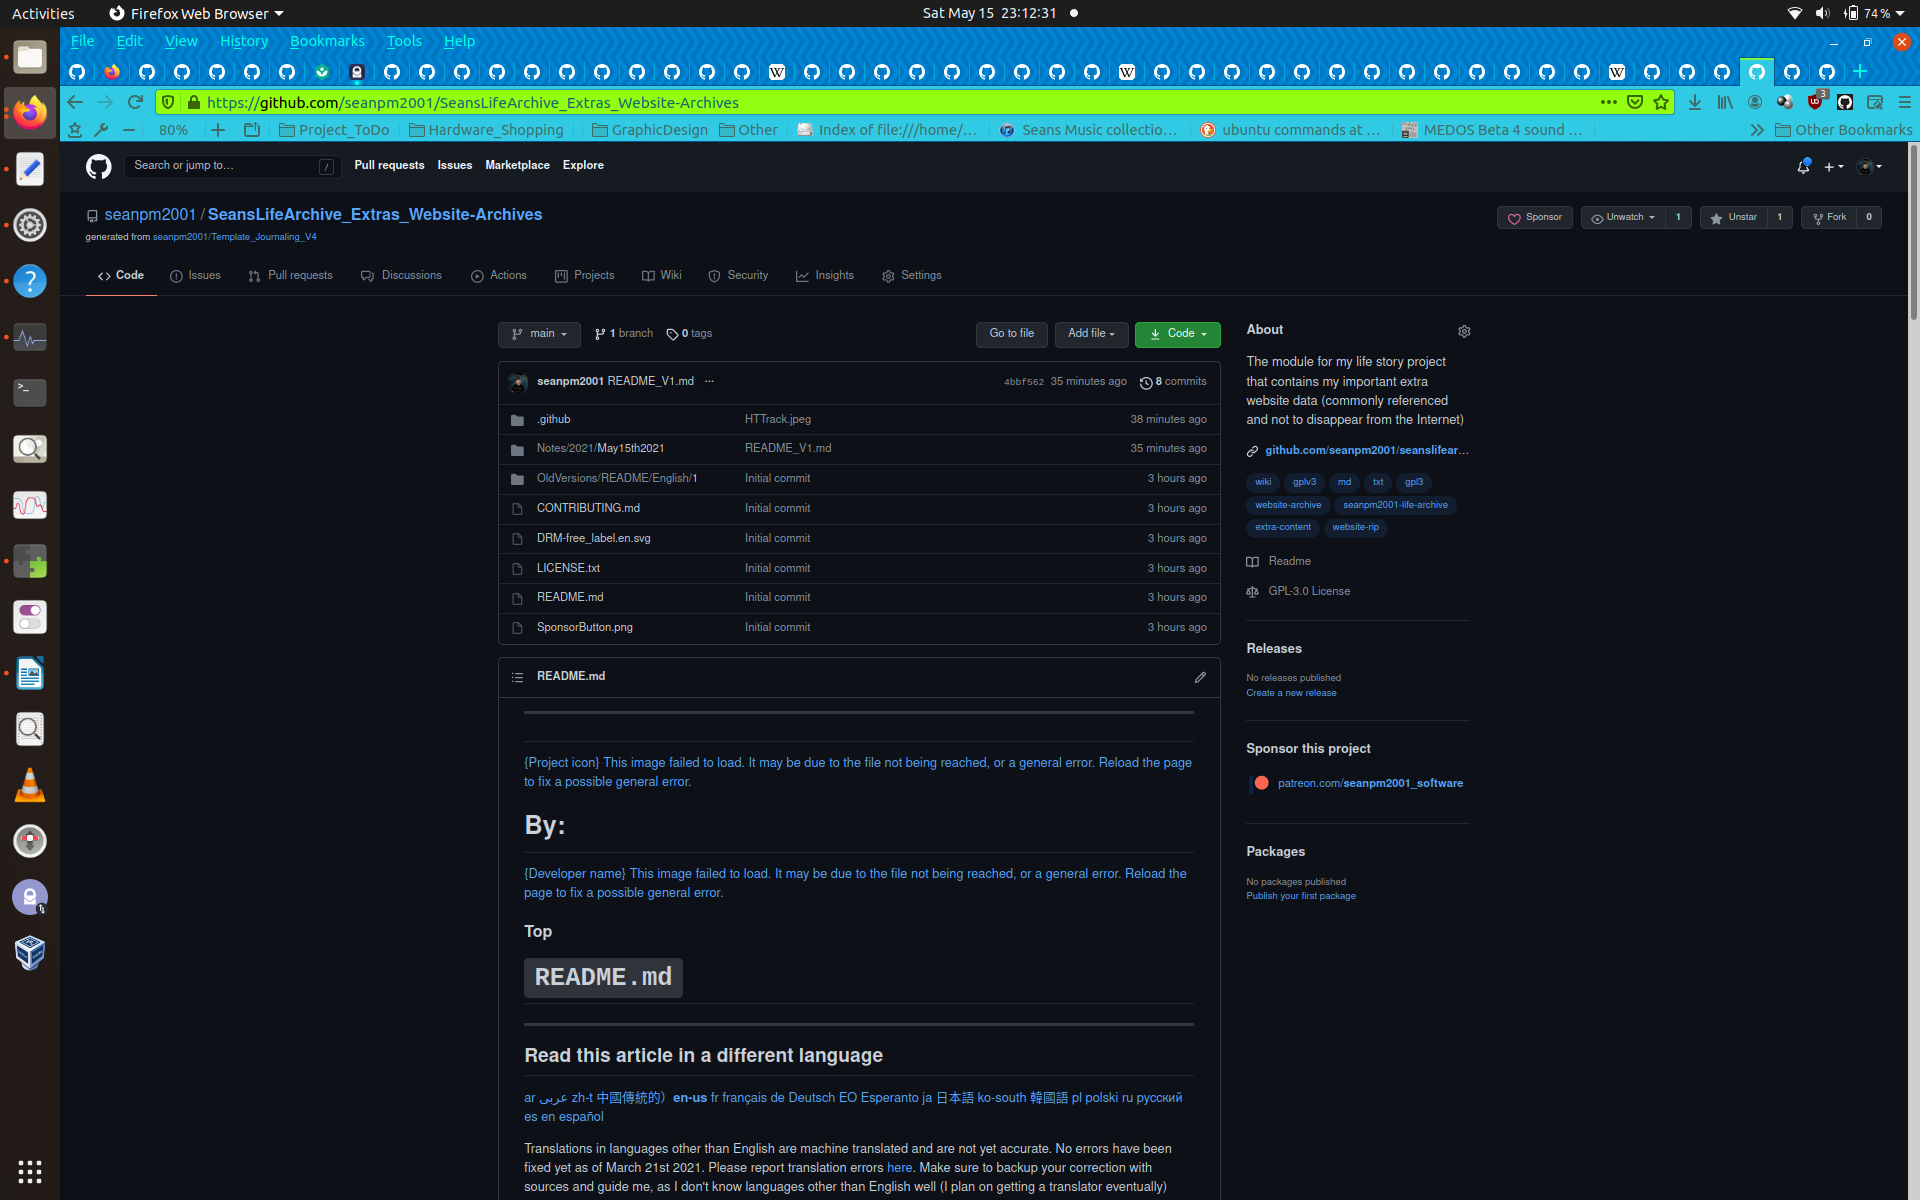 Activities
Firefox Web Browser
Sat May 15 23:12:31
74 %
File Edit View History Bookmarks Tools Help
https://github.com/seanpm2001/SeansLifeArchive_Extras_Website-Archives
3
80%
Project_ToDo
Hardware_Shopping
GraphicDesign
Other
Index of file:///home/…
Seans Music collectio…
ubuntu commands at …
MEDOS Beta 4 sound …
Other Bookmarks
Search or jump to…
/
Pull requests Issues Marketplace Explore
seanpm2001 / SeansLifeArchive_Extras_Website-Archives
Sponsor
Unwatch 1
Unstar 1
Fork 0
generated from seanpm2001/Template_Journaling_V4
Code
Issues
Pull requests
Discussions
Actions
Projects
Wiki
Security
Insights
Settings
main
1 branch
0 tags
Go to file
Add file
Code
seanpm2001 README_V1.md ···
4bbf562 35 minutes ago
8 commits
.github HTTrack.jpeg 38 minutes ago
Notes/2021/May15th2021 README_V1.md 35 minutes ago
OldVersions/README/English/1 Initial commit 3 hours ago
CONTRIBUTING.md Initial commit 3 hours ago
DRM-free_label.en.svg Initial commit 3 hours ago
LICENSE.txt Initial commit 3 hours ago
README.md Initial commit 3 hours ago
SponsorButton.png Initial commit 3 hours ago
README.md
{Project icon} This image failed to load. It may be due to the file not being reached, or a general error. Reload the page
to fix a possible general error.
By:
{Developer name} This image failed to load. It may be due to the file not being reached, or a general error. Reload the
page to fix a possible general error.
Top
README.md
Read this article in a different language
ar عربى zh-t 中國傳統的） en-us fr français de Deutsch EO Esperanto ja 日本語 ko-south 韓國語 pl polski ru русский
es en español
Translations in languages other than English are machine translated and are not yet accurate. No errors have been
fixed yet as of March 21st 2021. Please report translation errors here. Make sure to backup your correction with
sources and guide me, as I don't know languages other than English well (I plan on getting a translator eventually)
About
The module for my life story project
that contains my important extra
website data (commonly referenced
and not to disappear from the Internet)
github.com/seanpm2001/seanslifear…
wiki gplv3 md txt gpl3
website-archive seanpm2001-life-archive
extra-content website-rip
Readme
GPL-3.0 License
Releases
No releases published
Create a new release
Sponsor this project
patreon.com/seanpm2001_software
Packages
No packages published
Publish your first package